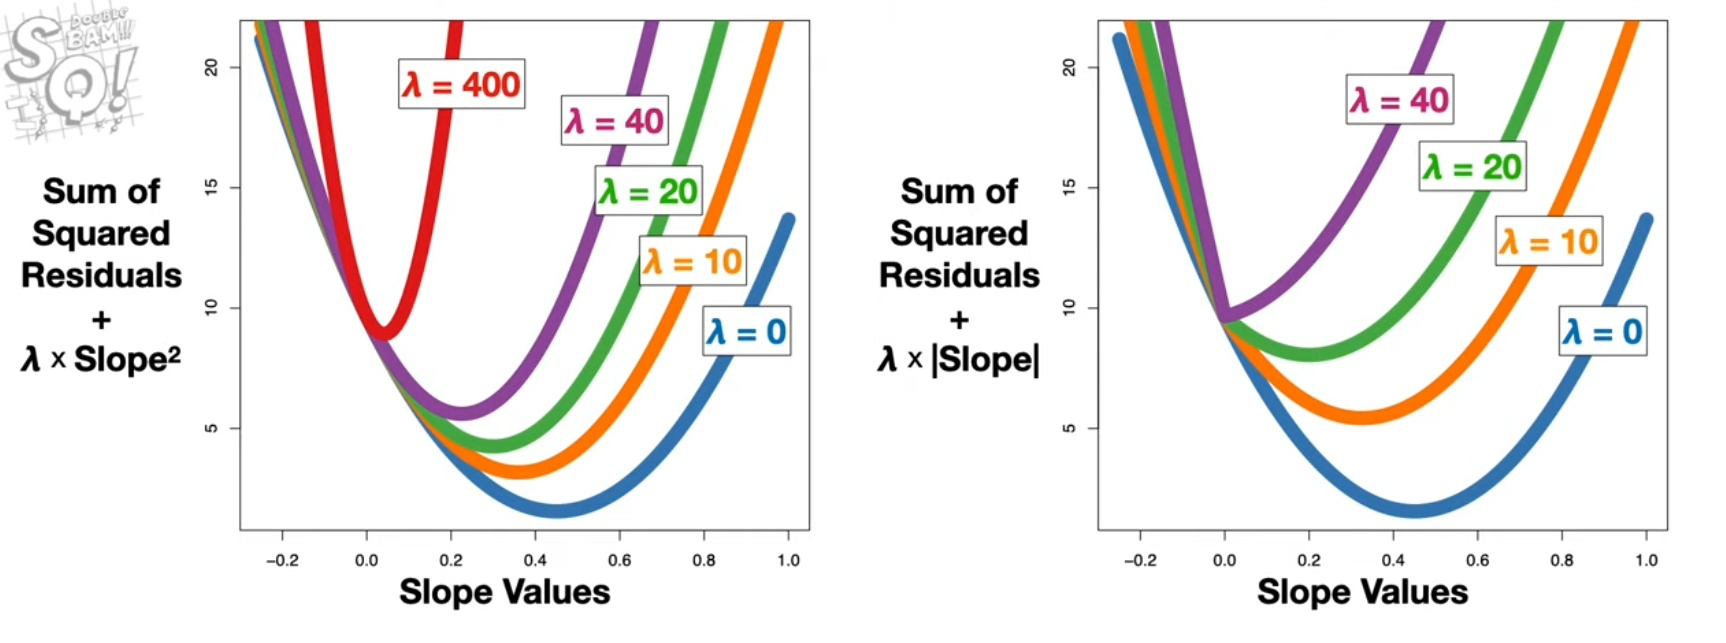 DOUBLE
BAM!!!
SQ!
Sum of
Squared
Residuals
+
λ x Slope²
20
15
10
5
λ = 400
λ = 40
λ = 20
λ = 10
λ = 0
−0.2 0.0 0.2 0.4 0.6 0.8 1.0
Slope Values
Sum of
Squared
Residuals
+
λ x |Slope|
20
15
10
5
λ = 40
λ = 20
λ = 10
λ = 0
−0.2 0.0 0.2 0.4 0.6 0.8 1.0
Slope Values